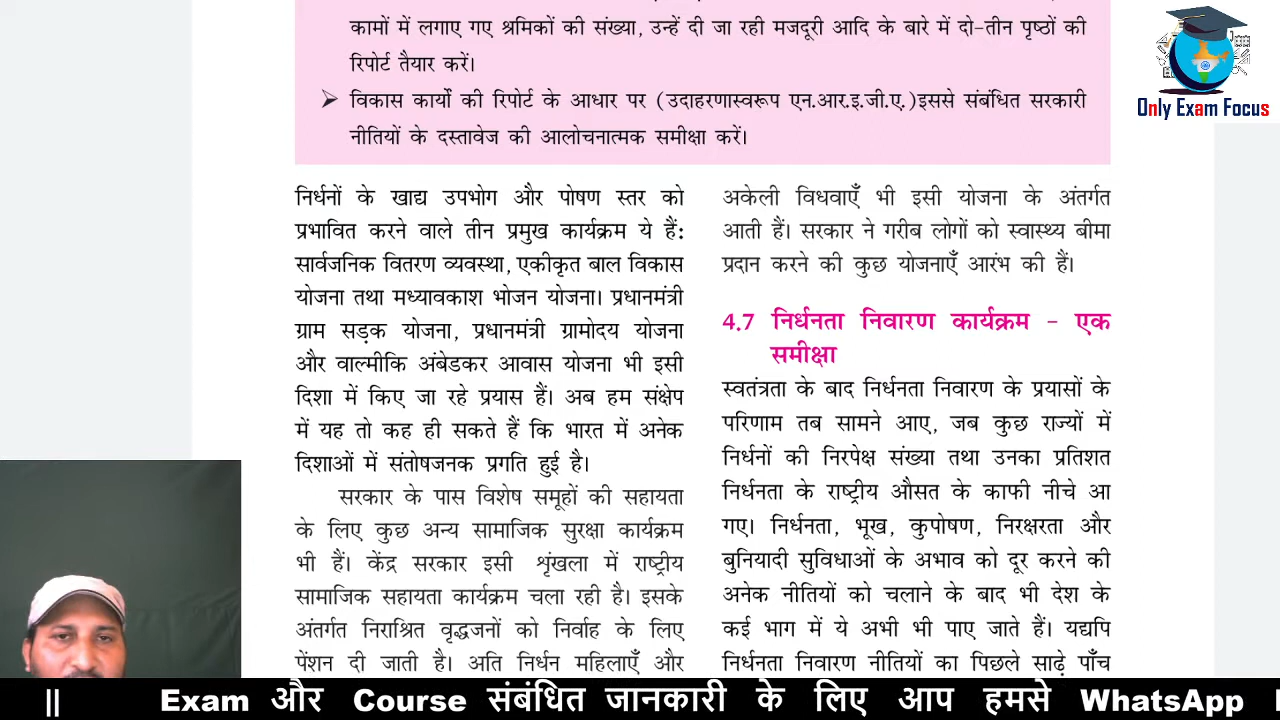 कामों में लगाए गए श्रमिकों की संख्या, उन्हें दी जा रही मजदूरी आदि के बारे में दो-तीन पृष्ठों की
रिपोर्ट तैयार करें।
➢ विकास कार्यों की रिपोर्ट के आधार पर (उदाहरणास्वरूप एन.आर.इ.जी.ए.)इससे संबंधित सरकारी
नीतियों के दस्तावेज की आलोचनात्मक समीक्षा करें।
Only Exam Focus
निर्धनों के खाद्य उपभोग और पोषण स्तर को
प्रभावित करने वाले तीन प्रमुख कार्यक्रम ये हैं:
सार्वजनिक वितरण व्यवस्था, एकीकृत बाल विकास
योजना तथा मध्यावकाश भोजन योजना। प्रधानमंत्री
ग्राम सड़क योजना, प्रधानमंत्री ग्रामोदय योजना
और वाल्मीकि अंबेडकर आवास योजना भी इसी
दिशा में किए जा रहे प्रयास हैं। अब हम संक्षेप
में यह तो कह ही सकते हैं कि भारत में अनेक
दिशाओं में संतोषजनक प्रगति हुई है।
सरकार के पास विशेष समूहों की सहायता
के लिए कुछ अन्य सामाजिक सुरक्षा कार्यक्रम
भी हैं। केंद्र सरकार इसी शृंखला में राष्ट्रीय
सामाजिक सहायता कार्यक्रम चला रही है। इसके
अंतर्गत निराश्रित वृद्धजनों को निर्वाह के लिए
पेंशन दी जाती है। अति निर्धन महिलाएँ और
अकेली विधवाएँ भी इसी योजना के अंतर्गत
आती हैं। सरकार ने गरीब लोगों को स्वास्थ्य बीमा
प्रदान करने की कुछ योजनाएँ आरंभ की हैं।
4.7 निर्धनता निवारण कार्यक्रम - एक
समीक्षा
स्वतंत्रता के बाद निर्धनता निवारण के प्रयासों के
परिणाम तब सामने आए, जब कुछ राज्यों में
निर्धनों की निरपेक्ष संख्या तथा उनका प्रतिशत
निर्धनता के राष्ट्रीय औसत के काफी नीचे आ
गए। निर्धनता, भूख, कुपोषण, निरक्षरता और
बुनियादी सुविधाओं के अभाव को दूर करने की
अनेक नीतियों को चलाने के बाद भी देश के
कई भाग में ये अभी भी पाए जाते हैं। यद्यपि
निर्धनता निवारण नीतियों का पिछले साढ़े पाँच
|| Exam और Course संबंधित जानकारी के लिए आप हमसे WhatsApp